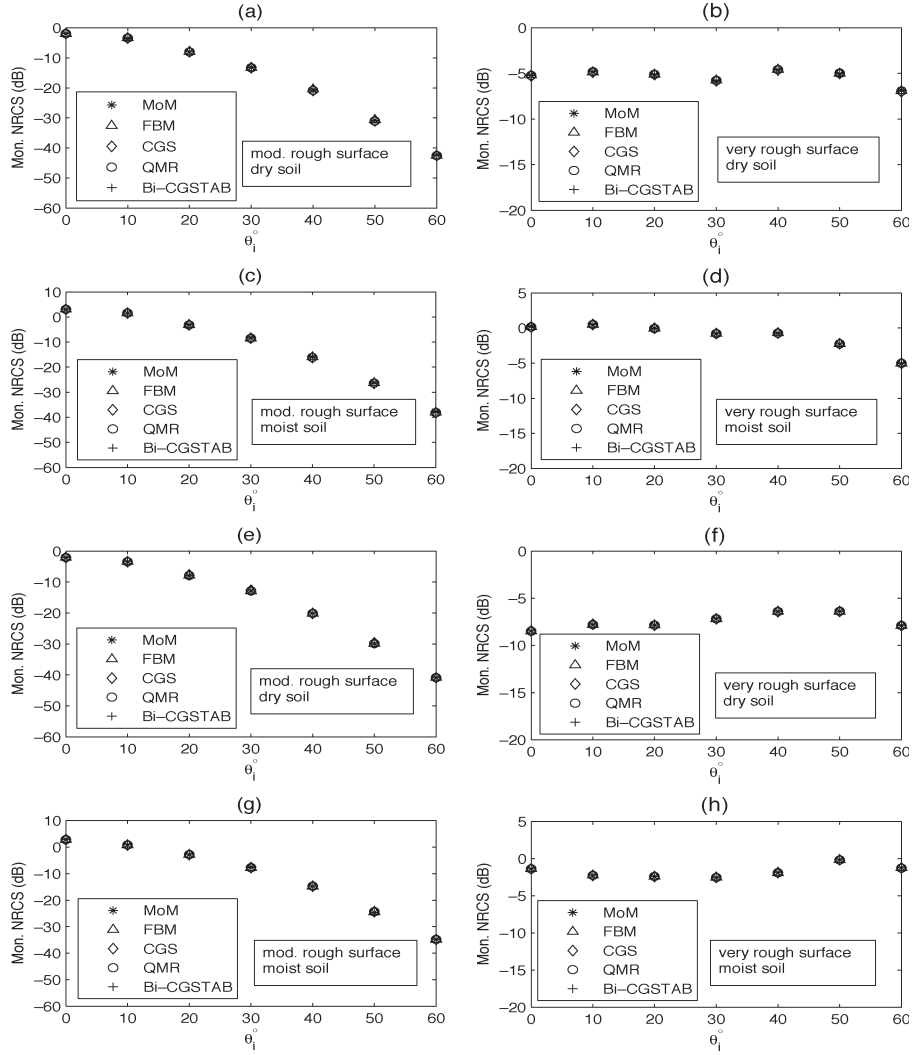 (a)
Mon. NRCS (dB)
0
−10
−20
−30
−40
−50
−60
MoM
FBM
CGS
QMR
Bi−CGSTAB
mod. rough surface
dry soil
0 10 20 30 40 50 60
θi°
(b)
Mon. NRCS (dB)
0
−5
−10
−15
−20
MoM
FBM
CGS
QMR
Bi−CGSTAB
very rough surface
dry soil
0 10 20 30 40 50 60
θi°
(c)
Mon. NRCS (dB)
10
0
−10
−20
−30
−40
−50
−60
MoM
FBM
CGS
QMR
Bi−CGSTAB
mod. rough surface
moist soil
0 10 20 30 40 50 60
θi°
(d)
Mon. NRCS (dB)
5
0
−5
−10
−15
−20
MoM
FBM
CGS
QMR
Bi−CGSTAB
very rough surface
moist soil
0 10 20 30 40 50 60
θi°
(e)
Mon. NRCS (dB)
0
−10
−20
−30
−40
−50
−60
MoM
FBM
CGS
QMR
Bi−CGSTAB
mod. rough surface
dry soil
0 10 20 30 40 50 60
θi°
(f)
Mon. NRCS (dB)
0
−5
−10
−15
−20
MoM
FBM
CGS
QMR
Bi−CGSTAB
very rough surface
dry soil
0 10 20 30 40 50 60
θi°
(g)
Mon. NRCS (dB)
10
0
−10
−20
−30
−40
−50
−60
MoM
FBM
CGS
QMR
Bi−CGSTAB
mod. rough surface
moist soil
0 10 20 30 40 50 60
θi°
(h)
Mon. NRCS (dB)
5
0
−5
−10
−15
−20
MoM
FBM
CGS
QMR
Bi−CGSTAB
very rough surface
moist soil
0 10 20 30 40 50 60
θi°